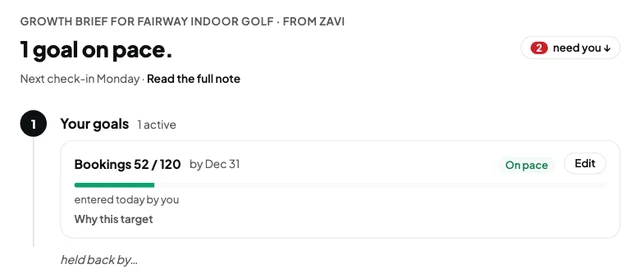 GROWTH BRIEF FOR FAIRWAY INDOOR GOLF · FROM ZAVI
1 goal on pace.
2 need you ↓
Next check-in Monday · Read the full note
1 Your goals 1 active
Bookings 52 / 120 by Dec 31 On pace Edit
entered today by you
Why this target
held back by...